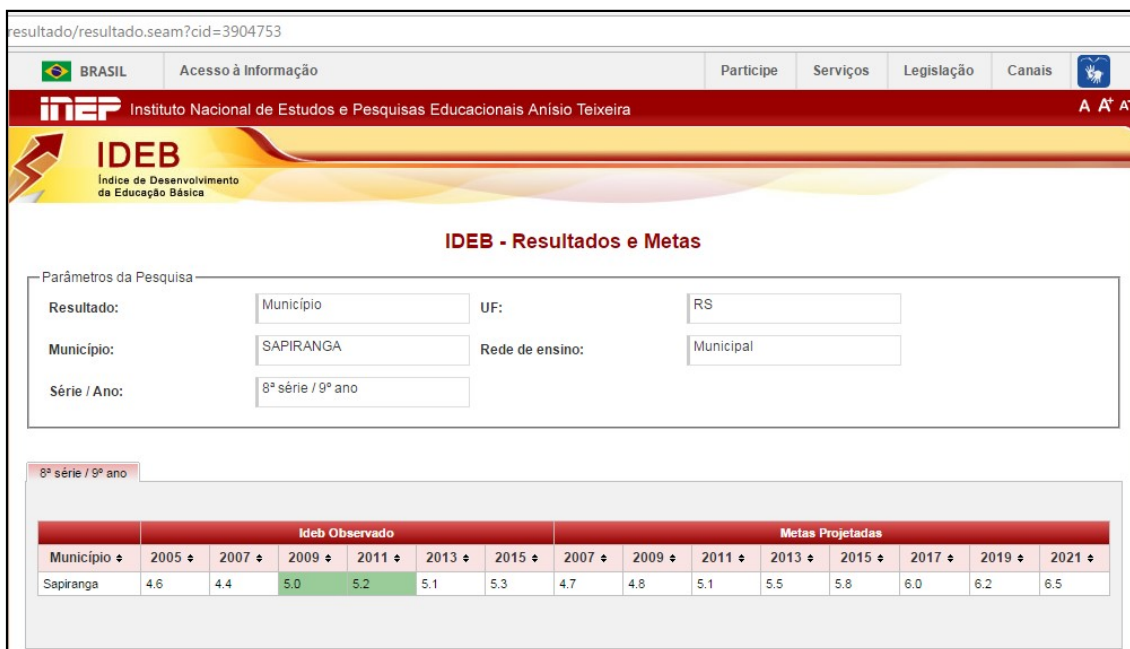 resultado/resultado.seam?cid=3904753
BRASIL Acesso à Informação Participe Serviços Legislação Canais
inep Instituto Nacional de Estudos e Pesquisas Educacionais Anísio Teixeira A A+ A
IDEB
Índice de Desenvolvimento
da Educação Básica
IDEB - Resultados e Metas
Parâmetros da Pesquisa
Resultado: Município UF: RS
Município: SAPIRANGA Rede de ensino: Municipal
Série / Ano: 8ª série / 9º ano
8ª série / 9º ano
Ideb Observado Metas Projetadas
Município 2005 2007 2009 2011 2013 2015 2007 2009 2011 2013 2015 2017 2019 2021
Sapiranga 4.6 4.4 5.0 5.2 5.1 5.3 4.7 4.8 5.1 5.5 5.8 6.0 6.2 6.5